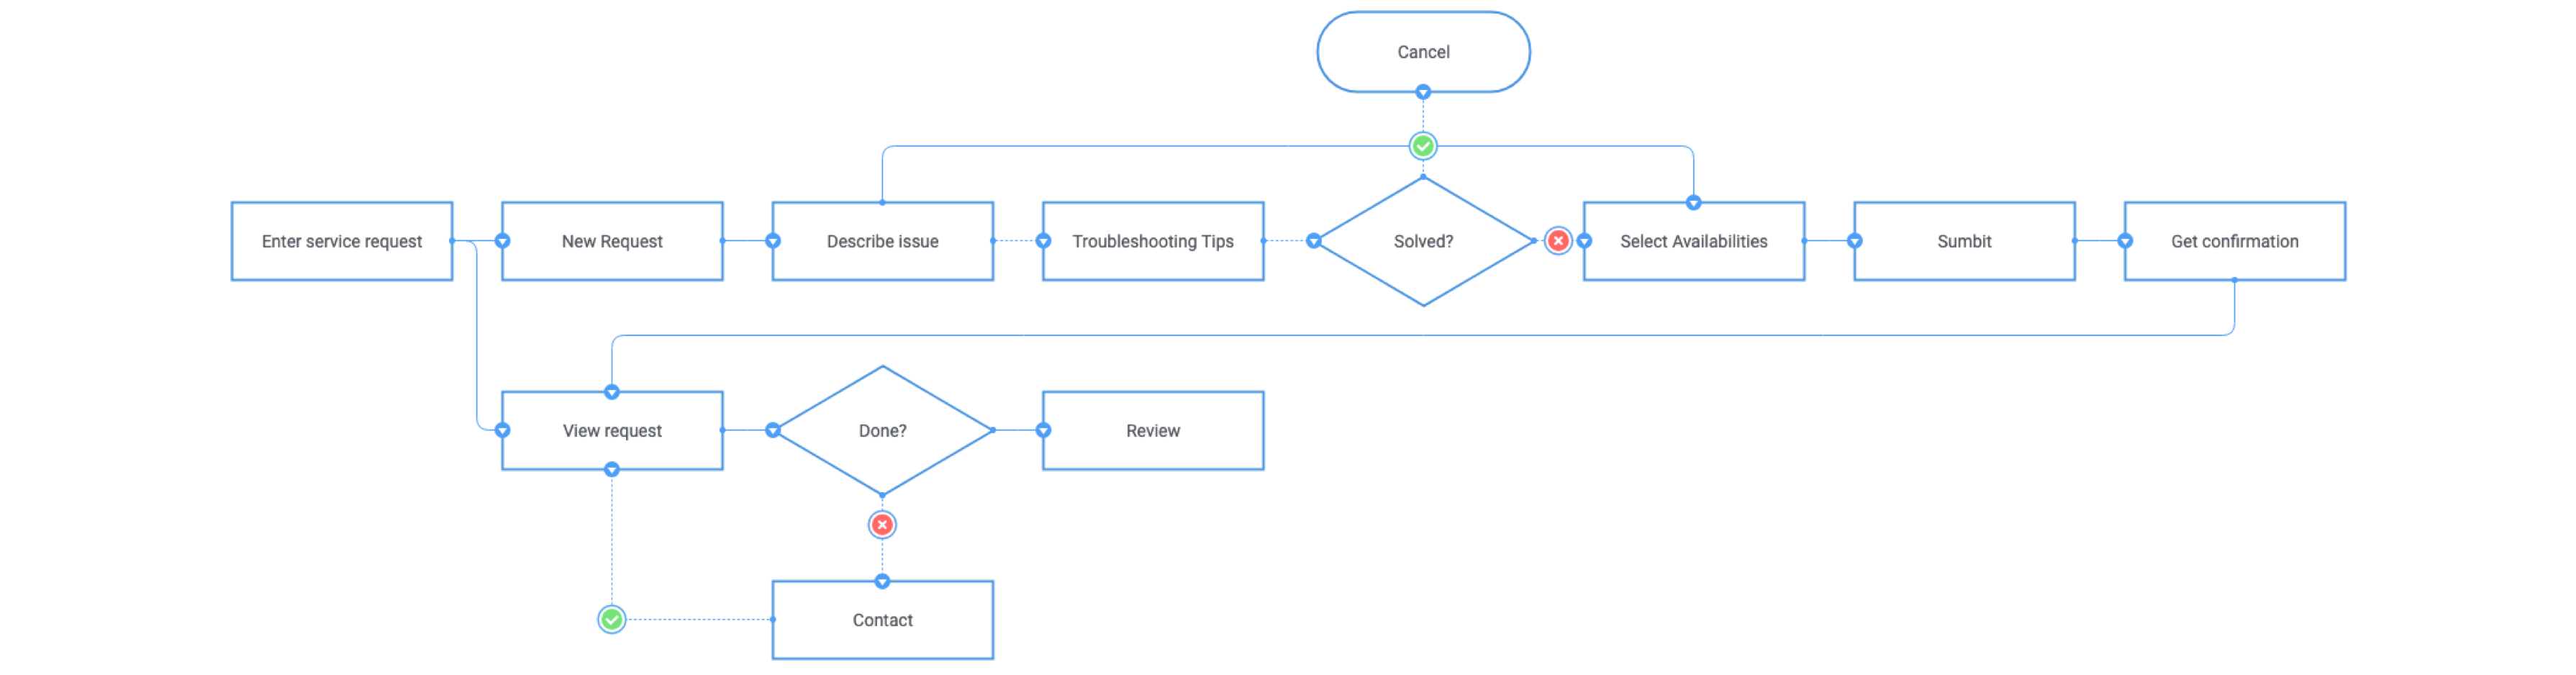 Cancel
Enter service request
New Request
Describe issue
Troubleshooting Tips
Solved?
Select Availabilities
Sumbit
Get confirmation
View request
Done?
Review
Contact